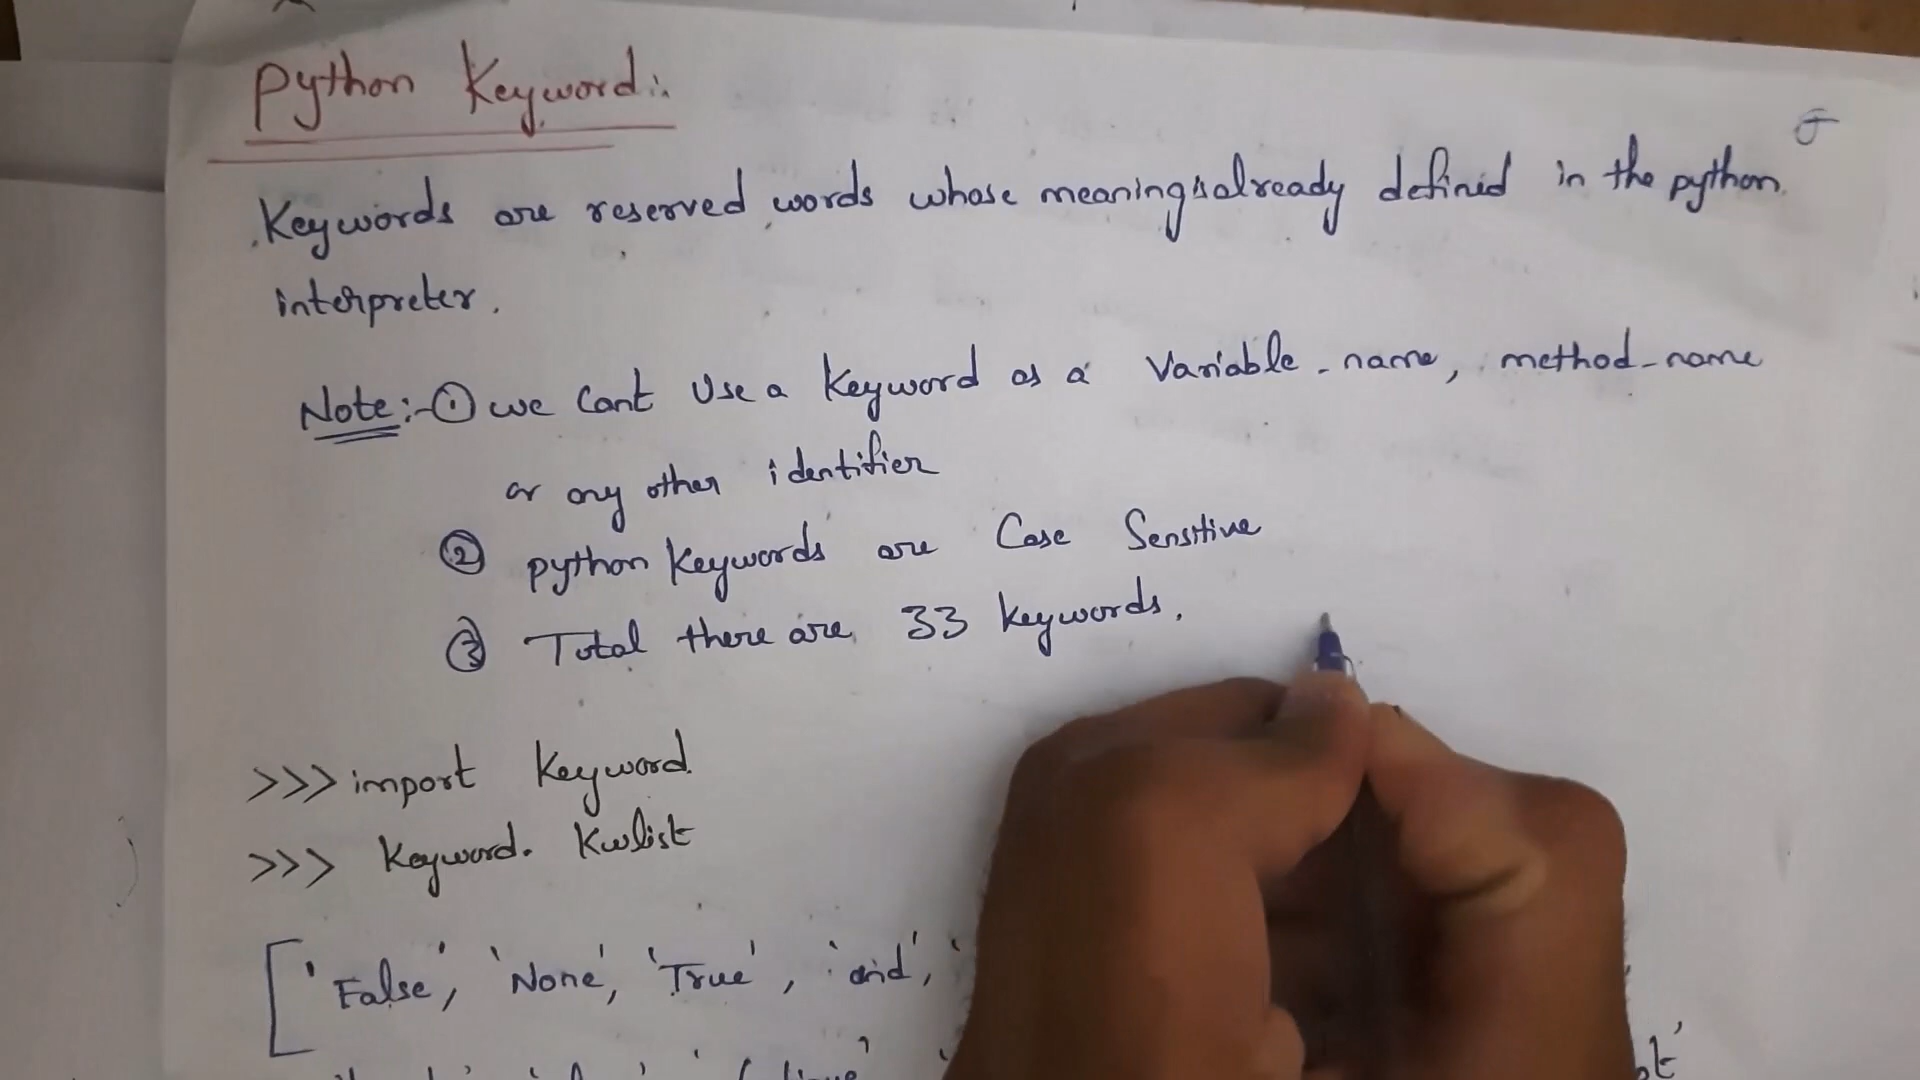 Python Keyword:
Keywords are reserved words whose meaning is already defined in the python
interpreter.
Note:- ① we Cant Use a Keyword as a Variable-name, method-name
or any other identifier
② python Keywords are Case Sensitive
③ Total there are 33 keywords.
>>> import Keyword
>>> Keyword. Kwlist
['False', 'None', 'True', 'and', '